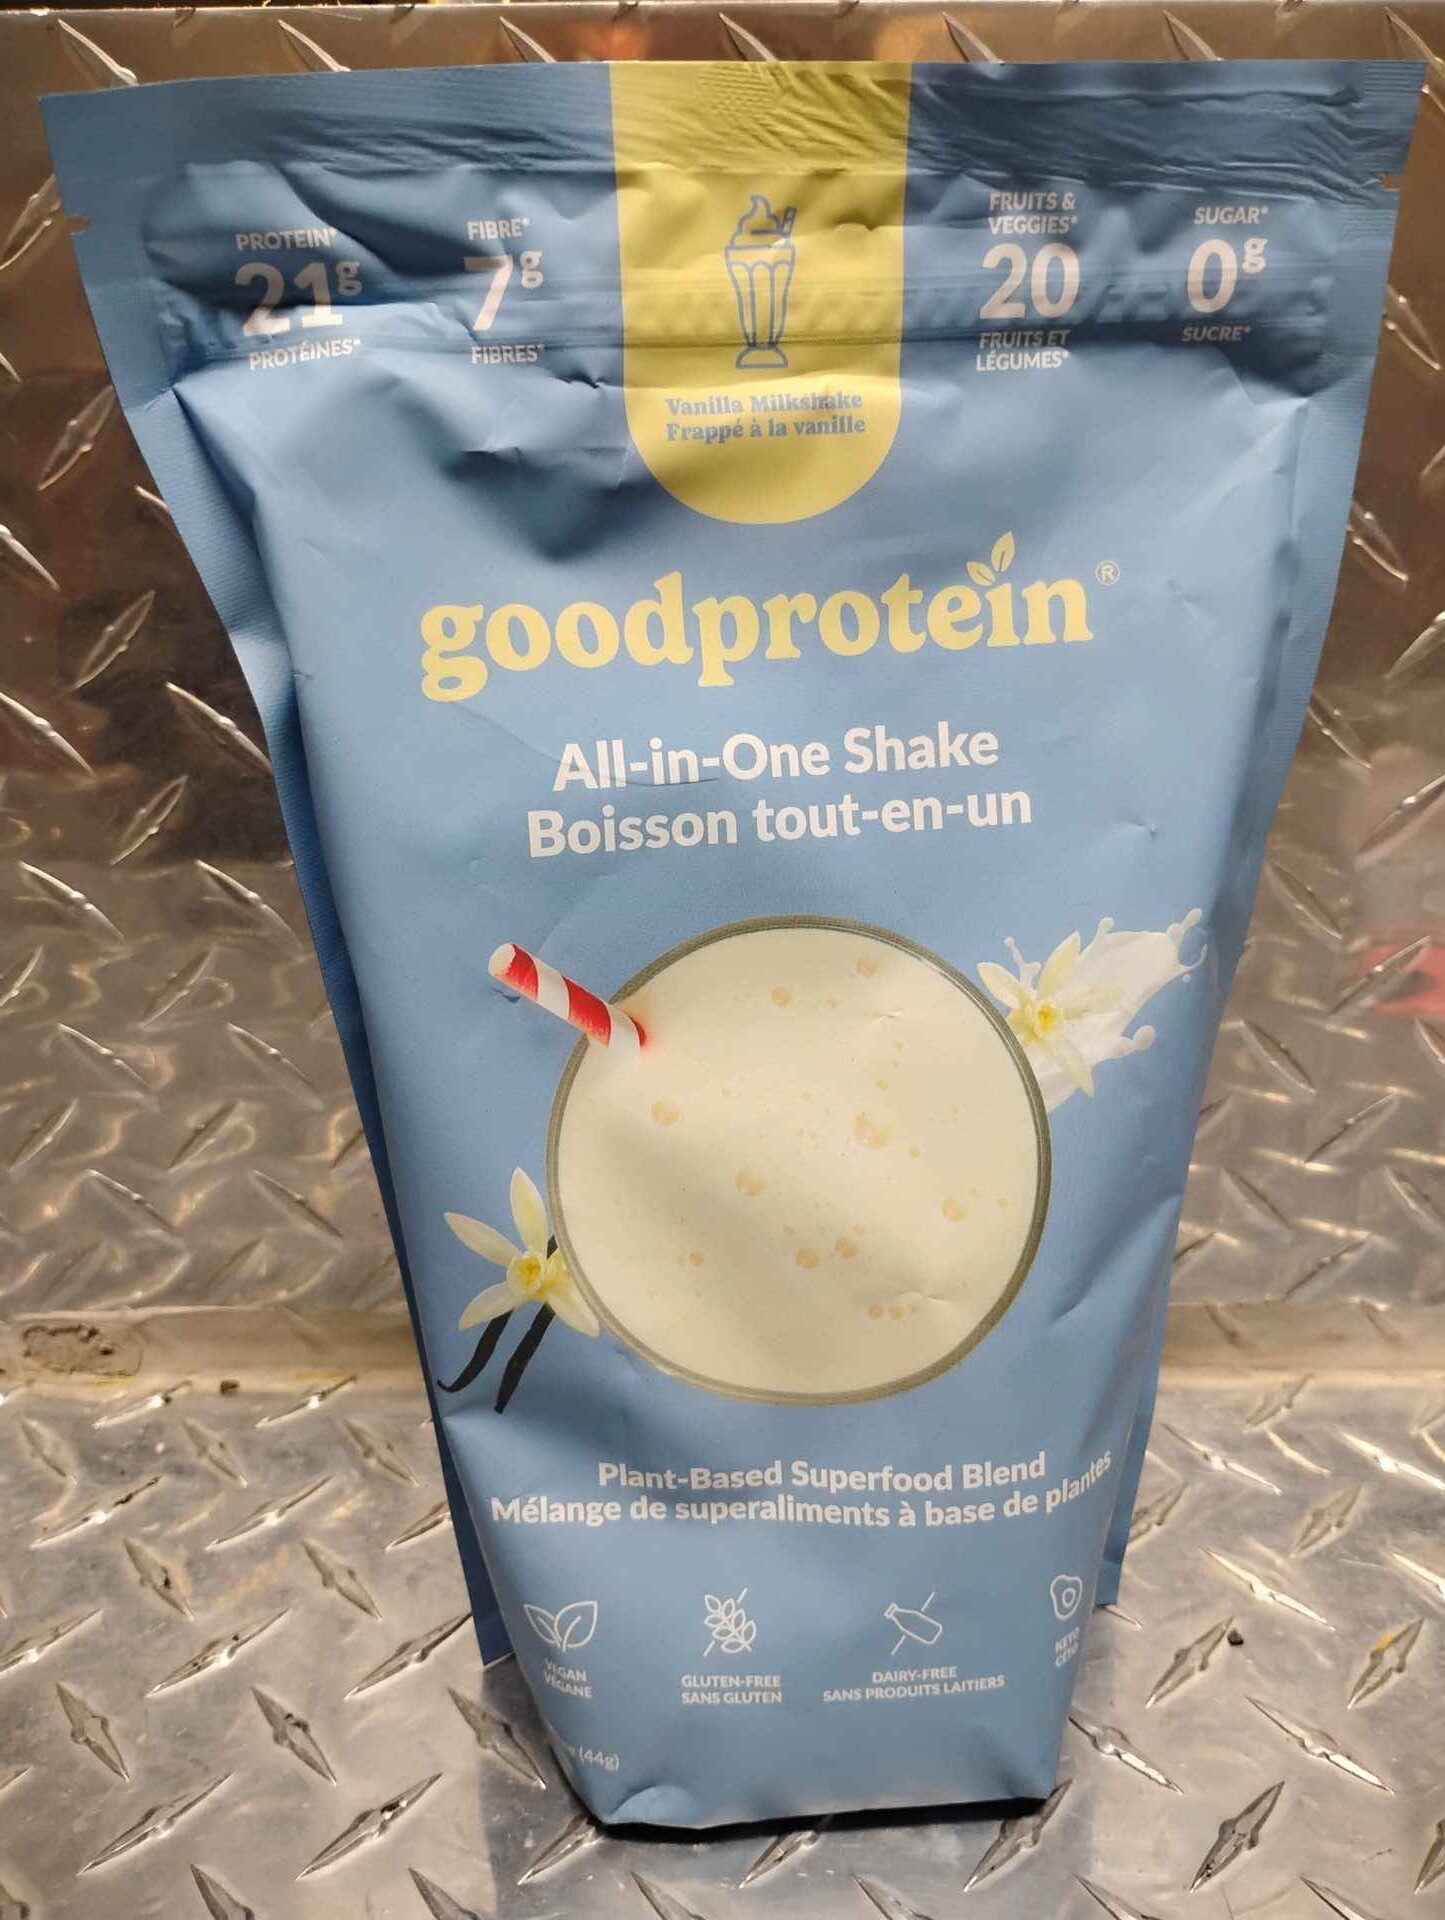 PROTEIN*
21g
PROTÉINES*
FIBRE*
7g
FIBRES*
Vanilla Milkshake
Frappé à la vanille
FRUITS &
VEGGIES*
20
FRUITS ET
LÉGUMES*
SUGAR*
0g
SUCRE*
goodprotein®
All-in-One Shake
Boisson tout-en-un
Plant-Based Superfood Blend
Mélange de superaliments à base de plantes
VEGAN
VÉGANE
GLUTEN-FREE
SANS GLUTEN
DAIRY-FREE
SANS PRODUITS LAITIERS
KETO
CÉTO
(44g)